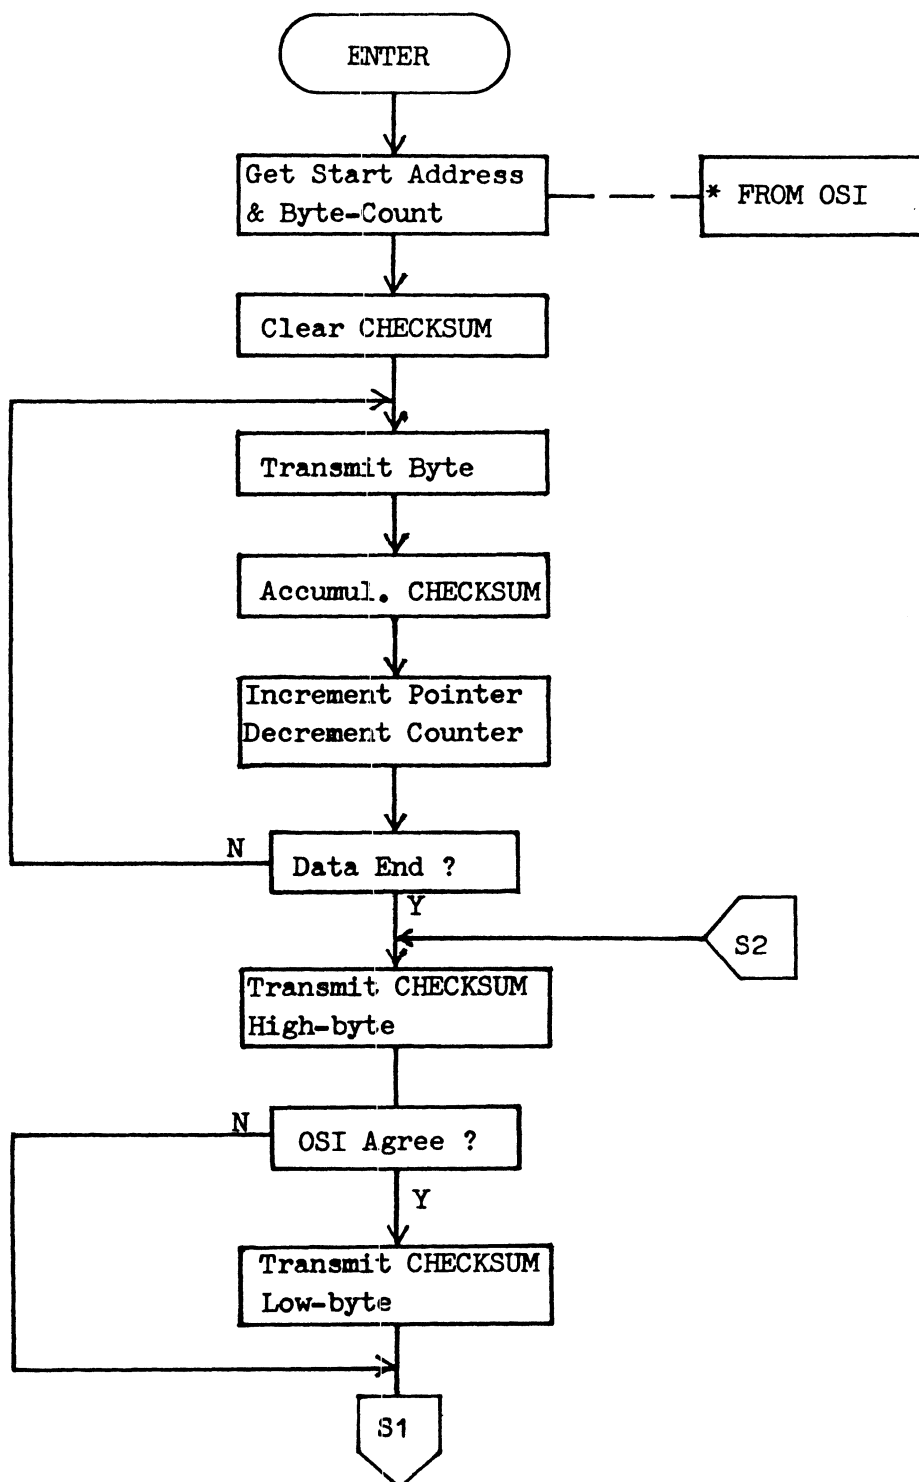 ENTER
Get Start Address
& Byte-Count
* FROM OSI
Clear CHECKSUM
Transmit Byte
Accumul. CHECKSUM
Increment Pointer
Decrement Counter
N
Data End ?
Y
S2
Transmit CHECKSUM
High-byte
N
OSI Agree ?
Y
Transmit CHECKSUM
Low-byte
S1